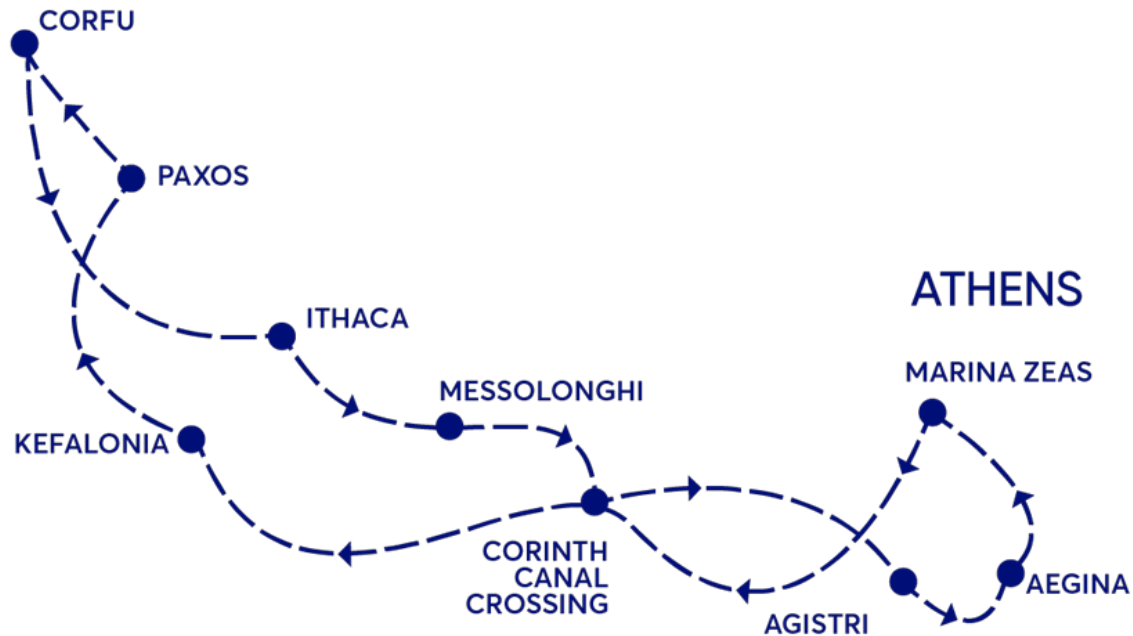 CORFU
PAXOS
ATHENS
ITHACA
MARINA ZEAS
MESSOLONGHI
KEFALONIA
CORINTH
CANAL
CROSSING
AEGINA
AGISTRI